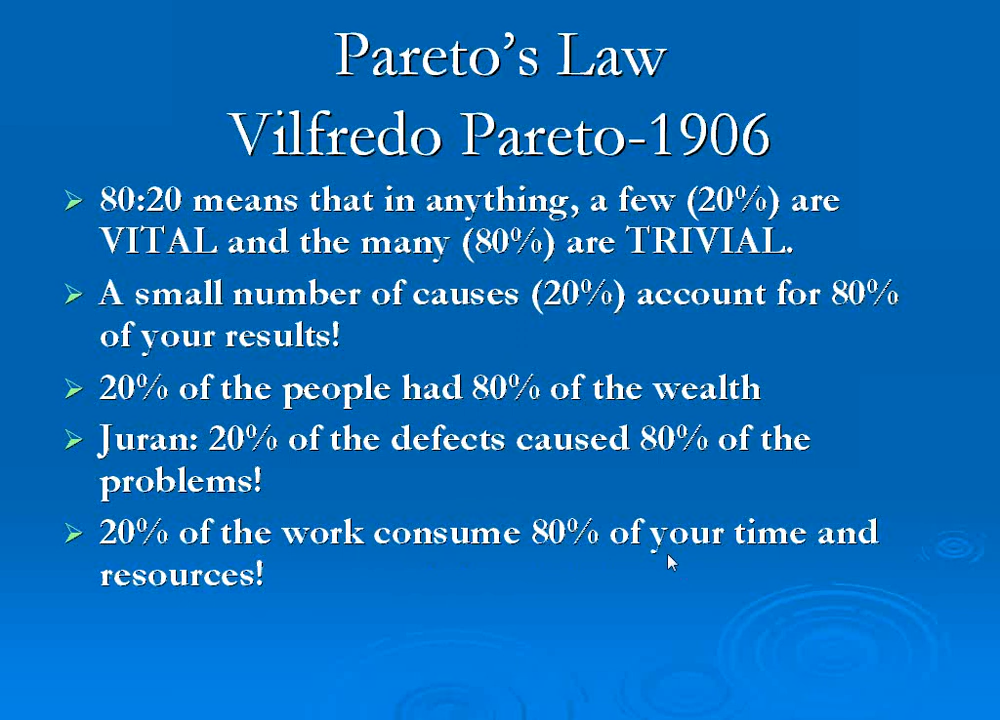 Pareto's Law
Vilfredo Pareto-1906
80:20 means that in anything, a few (20%) are
VITAL and the many (80%) are TRIVIAL.
A small number of causes (20%) account for 80%
of your results!
20% of the people had 80% of the wealth
Juran: 20% of the defects caused 80% of the
problems!
20% of the work consume 80% of your time and
resources!